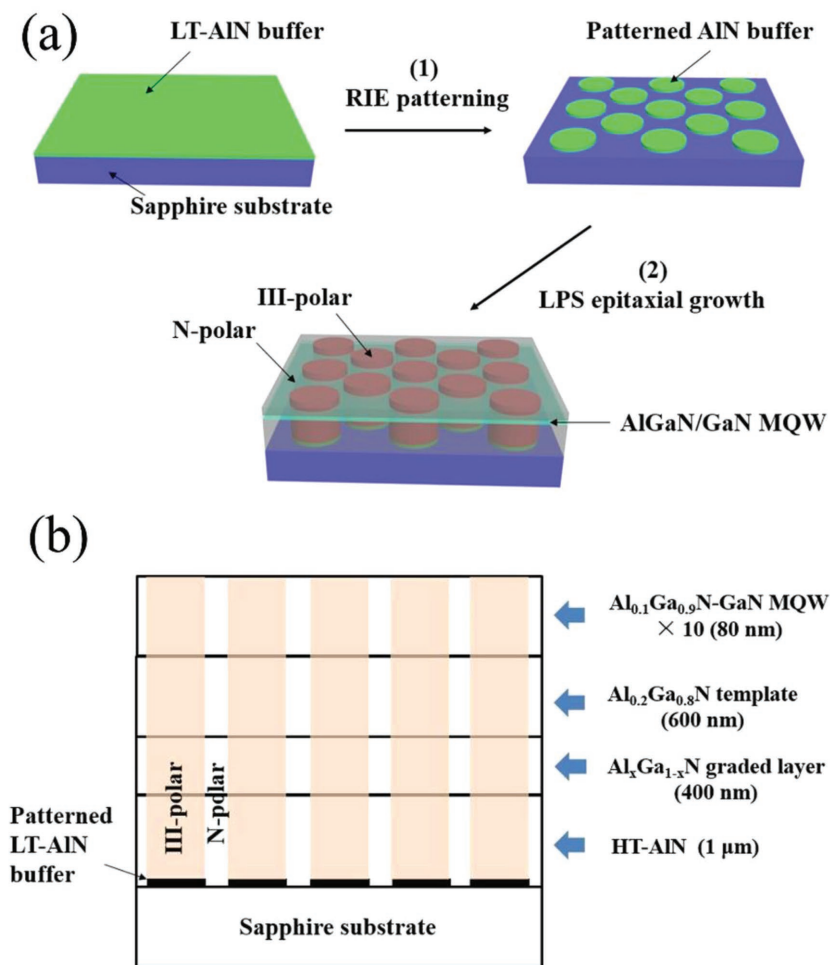 (a)
LT-AlN buffer
Patterned AlN buffer
(1)
RIE patterning
Sapphire substrate
(2)
LPS epitaxial growth
III-polar
N-polar
AlGaN/GaN MQW
(b)
Al₀.₁Ga₀.₉N-GaN MQW
× 10 (80 nm)
Al₀.₂Ga₀.₈N template
(600 nm)
AlₓGa₁₋ₓN graded layer
(400 nm)
III-polar
N-polar
Patterned
LT-AlN
buffer
HT-AlN (1 μm)
Sapphire substrate